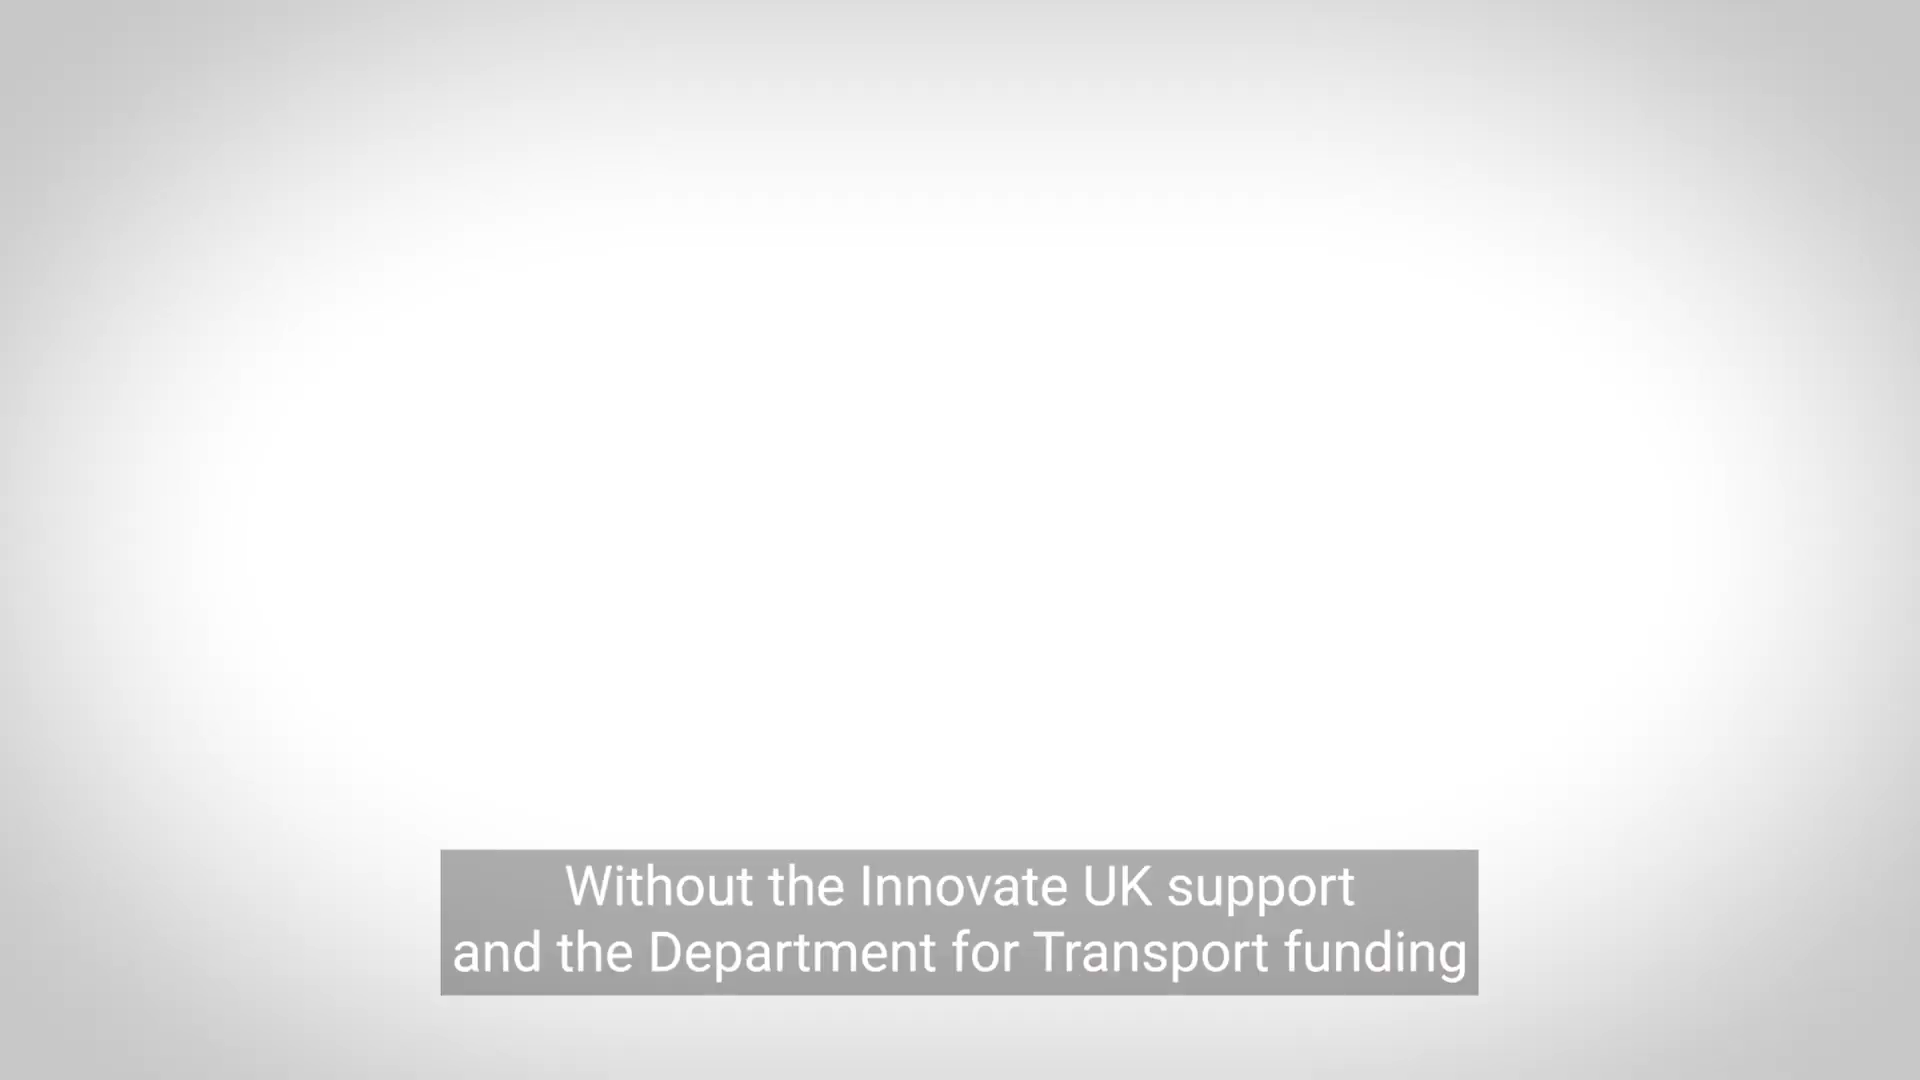 Without the Innovate UK support
and the Department for Transport funding